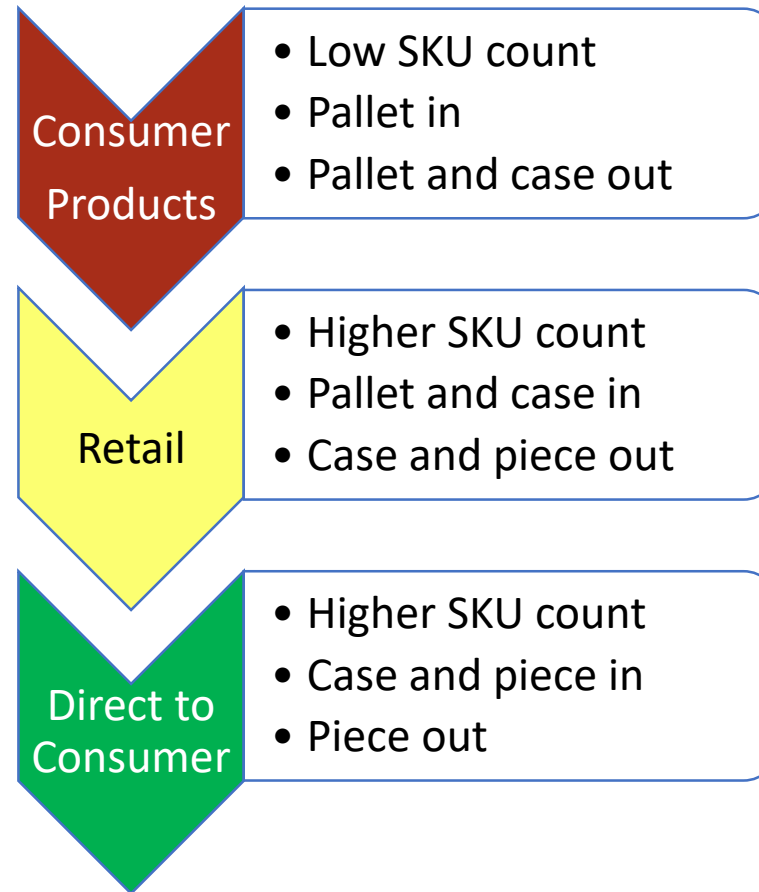 Consumer
Products
• Low SKU count
• Pallet in
• Pallet and case out
Retail
• Higher SKU count
• Pallet and case in
• Case and piece out
Direct to
Consumer
• Higher SKU count
• Case and piece in
• Piece out